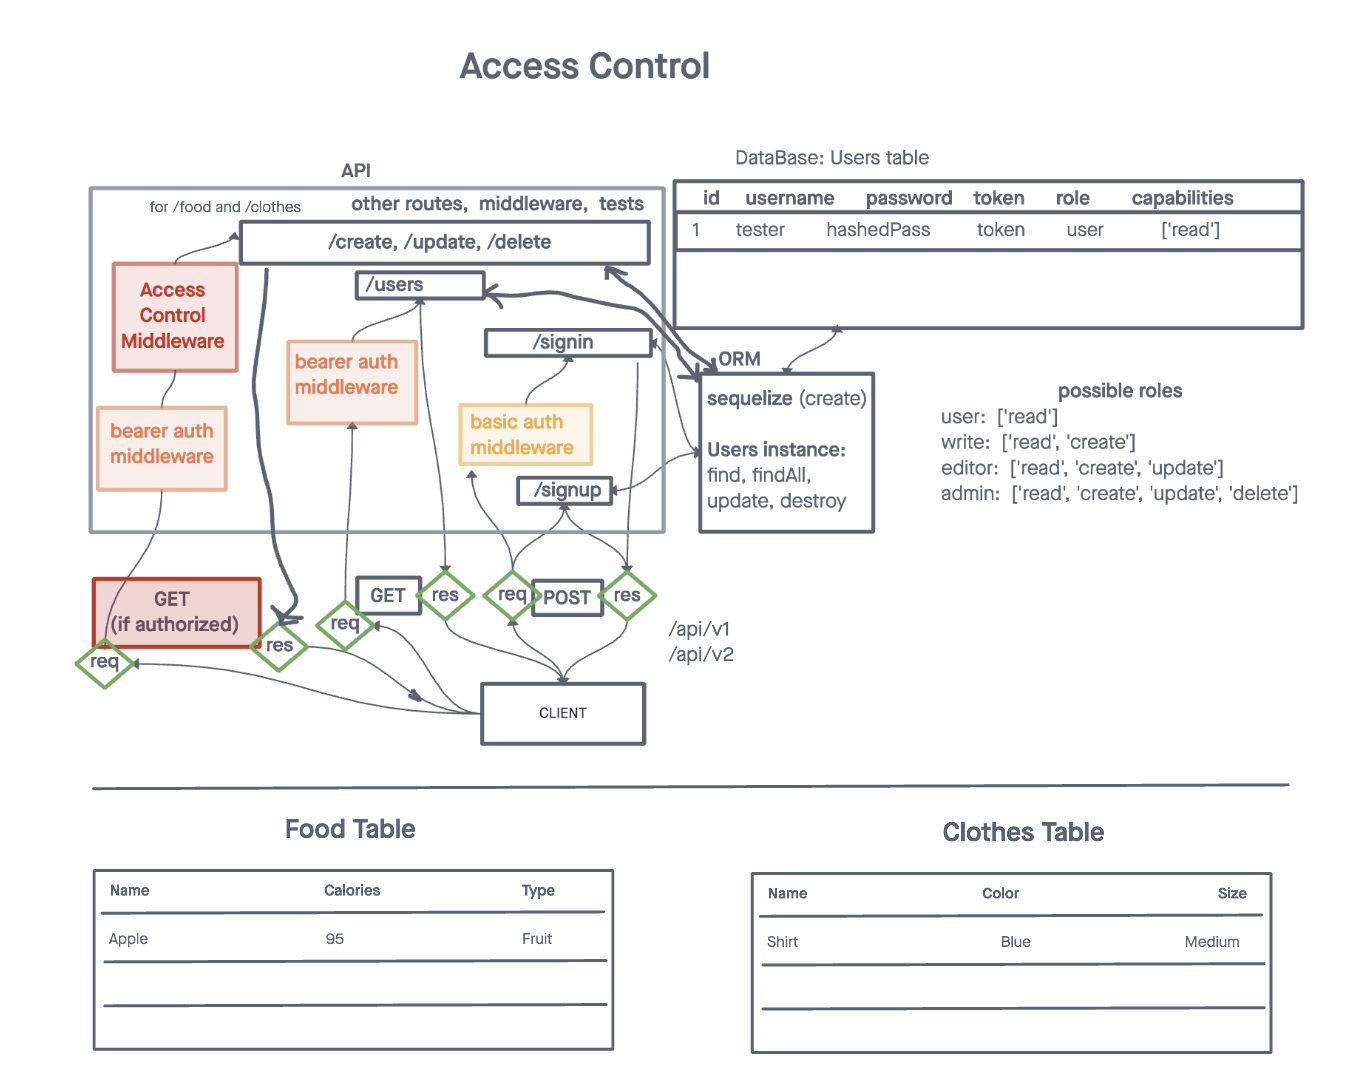 Access Control
DataBase: Users table
API
id username password token role capabilities
1 tester hashedPass token user ['read']
for /food and /clothes
other routes, middleware, tests
/create, /update, /delete
Access
Control
Middleware
/users
/signin
bearer auth
middleware
bearer auth
middleware
basic auth
middleware
/signup
ORM
sequelize (create)
Users instance:
find, findAll,
update, destroy
possible roles
user: ['read']
write: ['read', 'create']
editor: ['read', 'create', 'update']
admin: ['read', 'create', 'update', 'delete']
GET
(if authorized)
req
res
req
GET
res
req
POST
res
/api/v1
/api/v2
CLIENT
Food Table
Name Calories Type
Apple 95 Fruit
Clothes Table
Name Color Size
Shirt Blue Medium